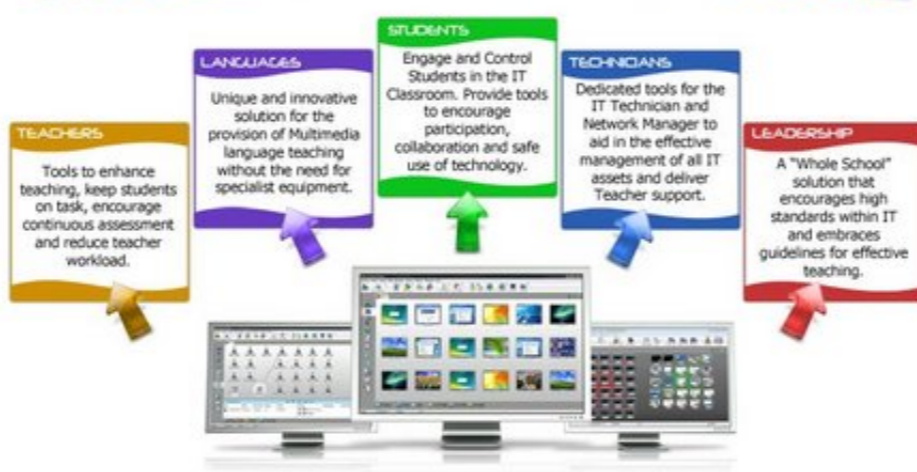 TEACHERS
Tools to enhance
teaching, keep students
on task, encourage
continuous assessment
and reduce teacher
workload.
LANGUAGES
Unique and innovative
solution for the
provision of Multimedia
language teaching
without the need for
specialist equipment.
STUDENTS
Engage and Control
Students in the IT
Classroom. Provide tools
to encourage
participation,
collaboration and safe
use of technology.
TECHNICIANS
Dedicated tools for the
IT Technician and
Network Manager to
aid in the effective
management of all IT
assets and deliver
Teacher support.
LEADERSHIP
A "Whole School"
solution that
encourages high
standards within IT
and embraces
guidelines for effective
teaching.